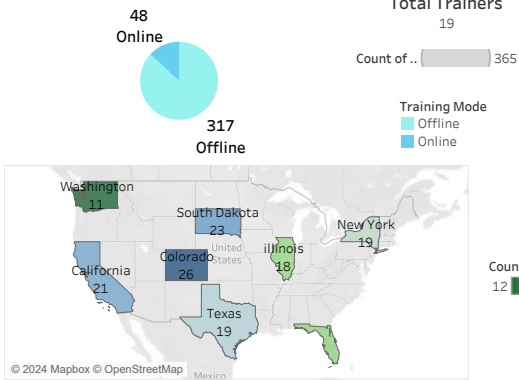 Total Trainers
19
48
Online
Count of ..
365
317
Offline
Training Mode
Offline
Online
Washington
11
South Dakota
23
New York
19
United
States
illinois
18
Colorado
26
California
21
Texas
19
Coun
12
Mexico
© 2024 Mapbox © OpenStreetMap